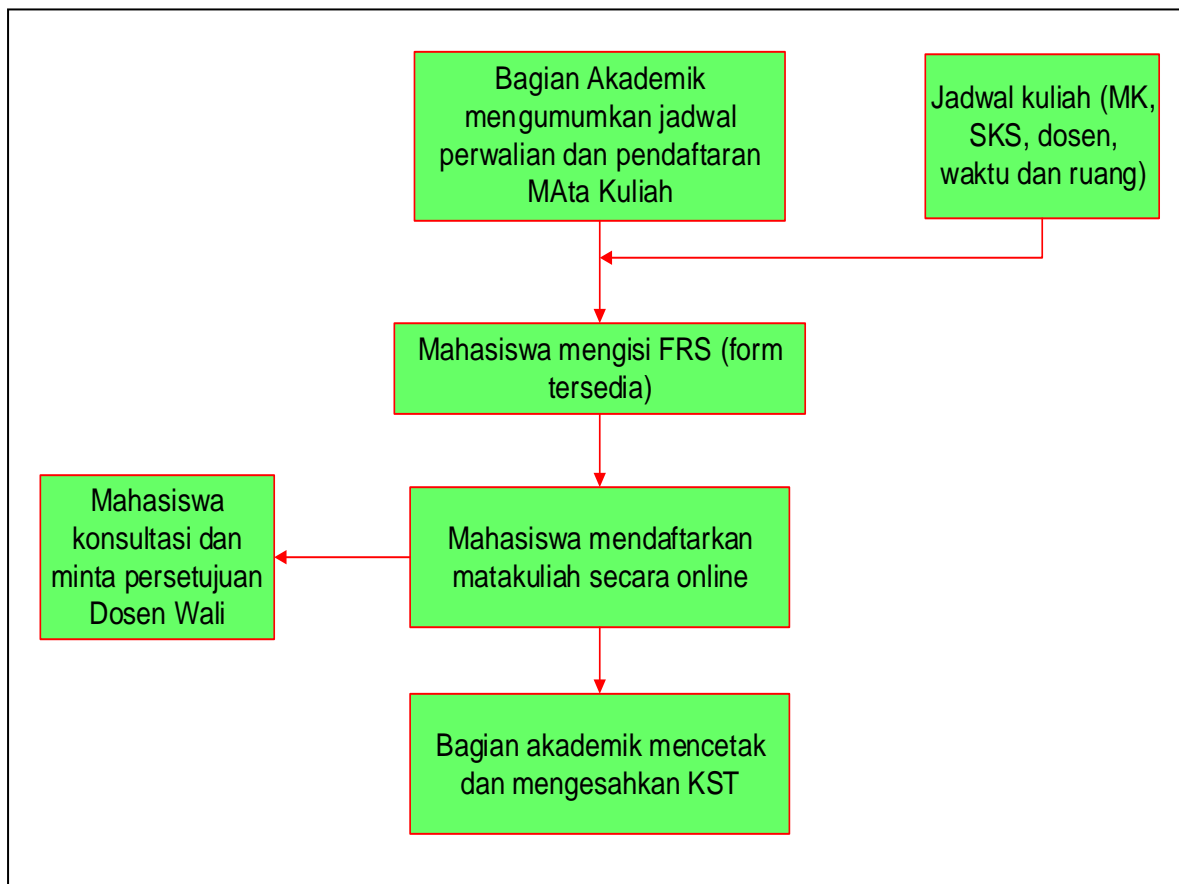 Bagian Akademik
mengumumkan jadwal
perwalian dan pendaftaran
MAta Kuliah
Jadwal kuliah (MK,
SKS, dosen,
waktu dan ruang)
Mahasiswa mengisi FRS (form
tersedia)
Mahasiswa
konsultasi dan
minta persetujuan
Dosen Wali
Mahasiswa mendaftarkan
matakuliah secara online
Bagian akademik mencetak
dan mengesahkan KST